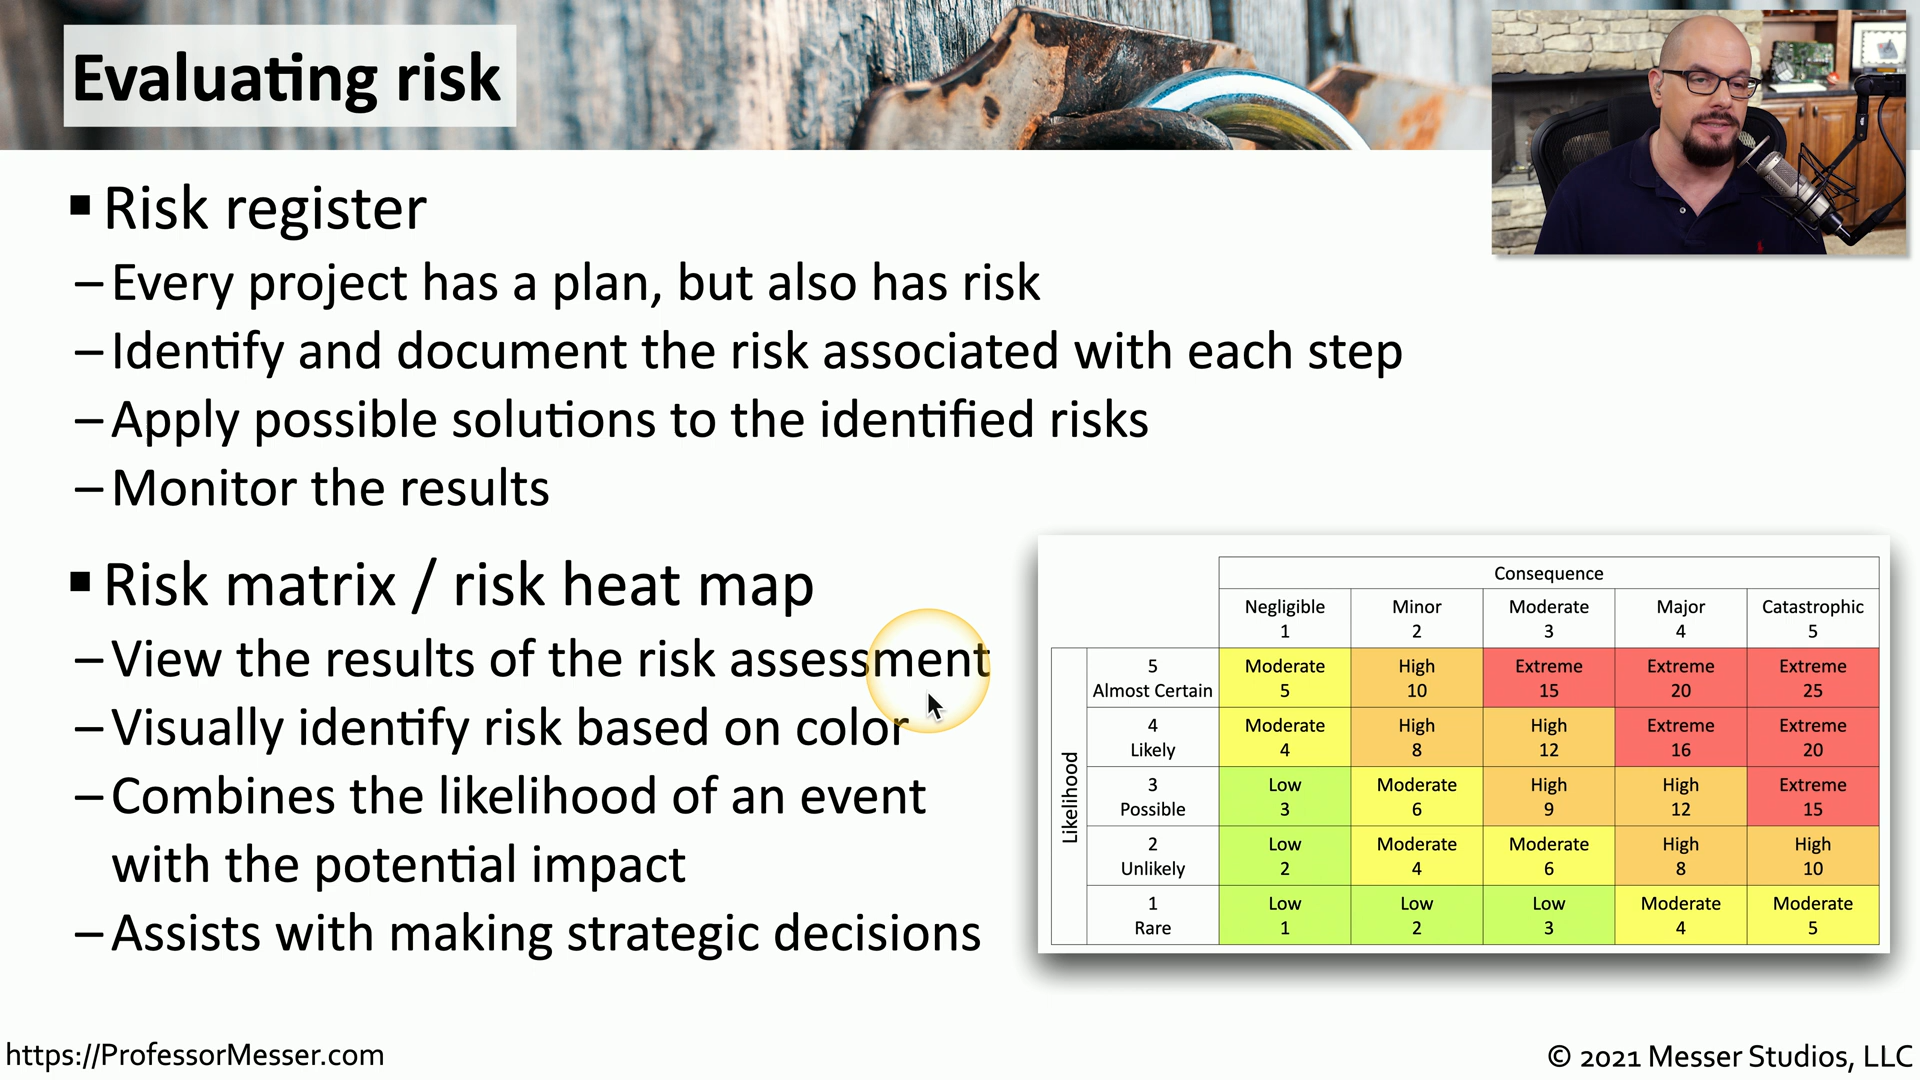 Evaluating risk
▪ Risk register
– Every project has a plan, but also has risk
– Identify and document the risk associated with each step
– Apply possible solutions to the identified risks
– Monitor the results
▪ Risk matrix / risk heat map
– View the results of the risk assessment
– Visually identify risk based on color
– Combines the likelihood of an event
with the potential impact
– Assists with making strategic decisions
Consequence
Negligible Minor Moderate Major Catastrophic
1 2 3 4 5
Likelihood
5 Moderate High Extreme Extreme Extreme
Almost Certain 5 10 15 20 25
4 Moderate High High Extreme Extreme
Likely 4 8 12 16 20
3 Low Moderate High High Extreme
Possible 3 6 9 12 15
2 Low Moderate Moderate High High
Unlikely 2 4 6 8 10
1 Low Low Low Moderate Moderate
Rare 1 2 3 4 5
https://ProfessorMesser.com
© 2021 Messer Studios, LLC